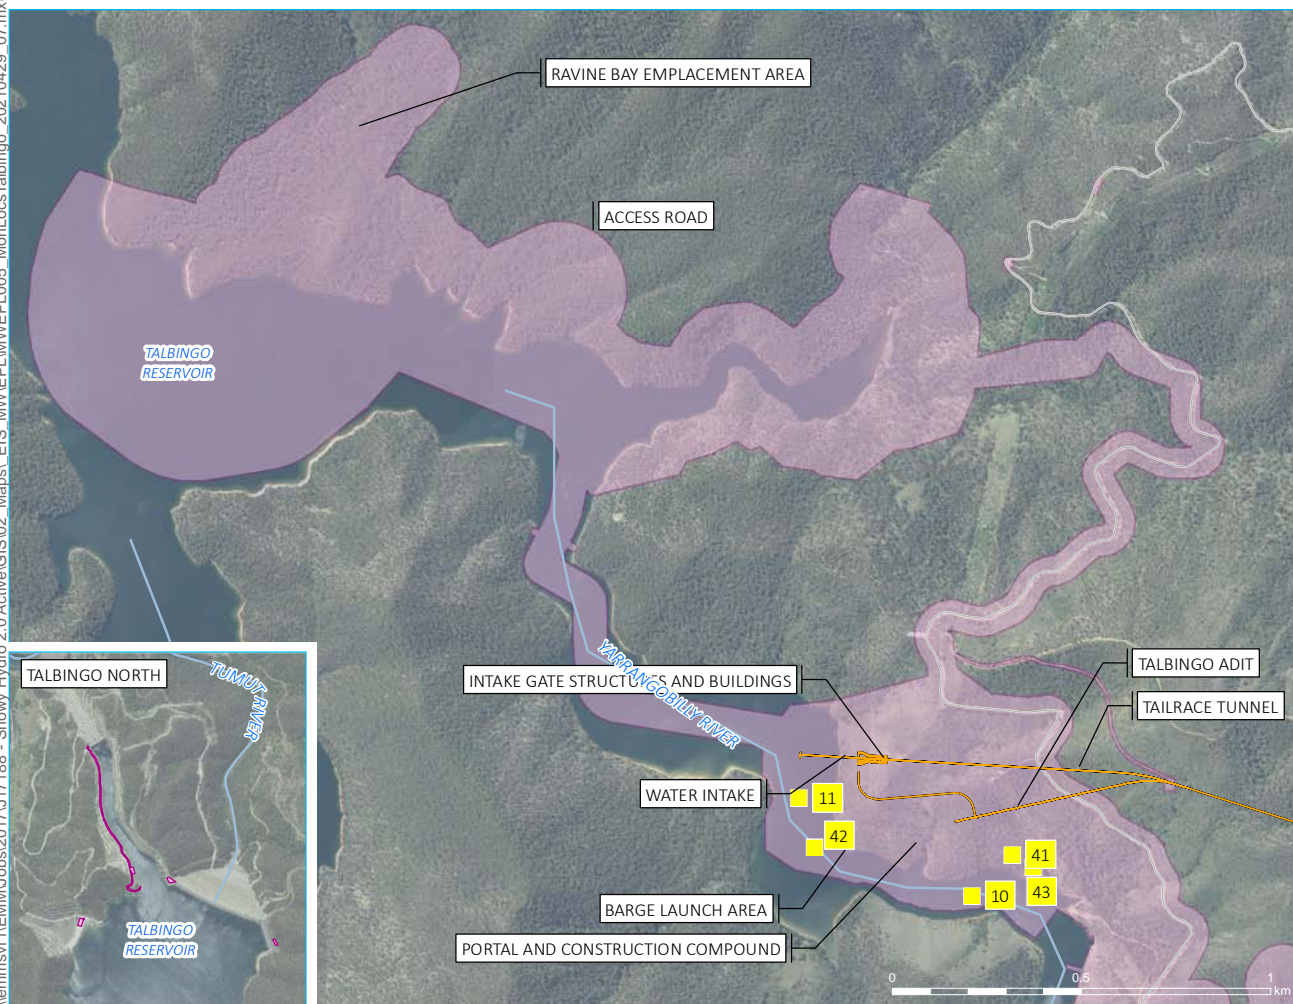 RAVINE BAY EMPLACEMENT AREA
ACCESS ROAD
TALBINGO
RESERVOIR
YARRANGOBILLY RIVER
INTAKE GATE STRUCTURES AND BUILDINGS
TALBINGO ADIT
TAILRACE TUNNEL
WATER INTAKE
11
42
41
43
10
BARGE LAUNCH AREA
PORTAL AND CONSTRUCTION COMPOUND
TALBINGO NORTH
TUMUT RIVER
TALBINGO
RESERVOIR
0 0.5 1
km